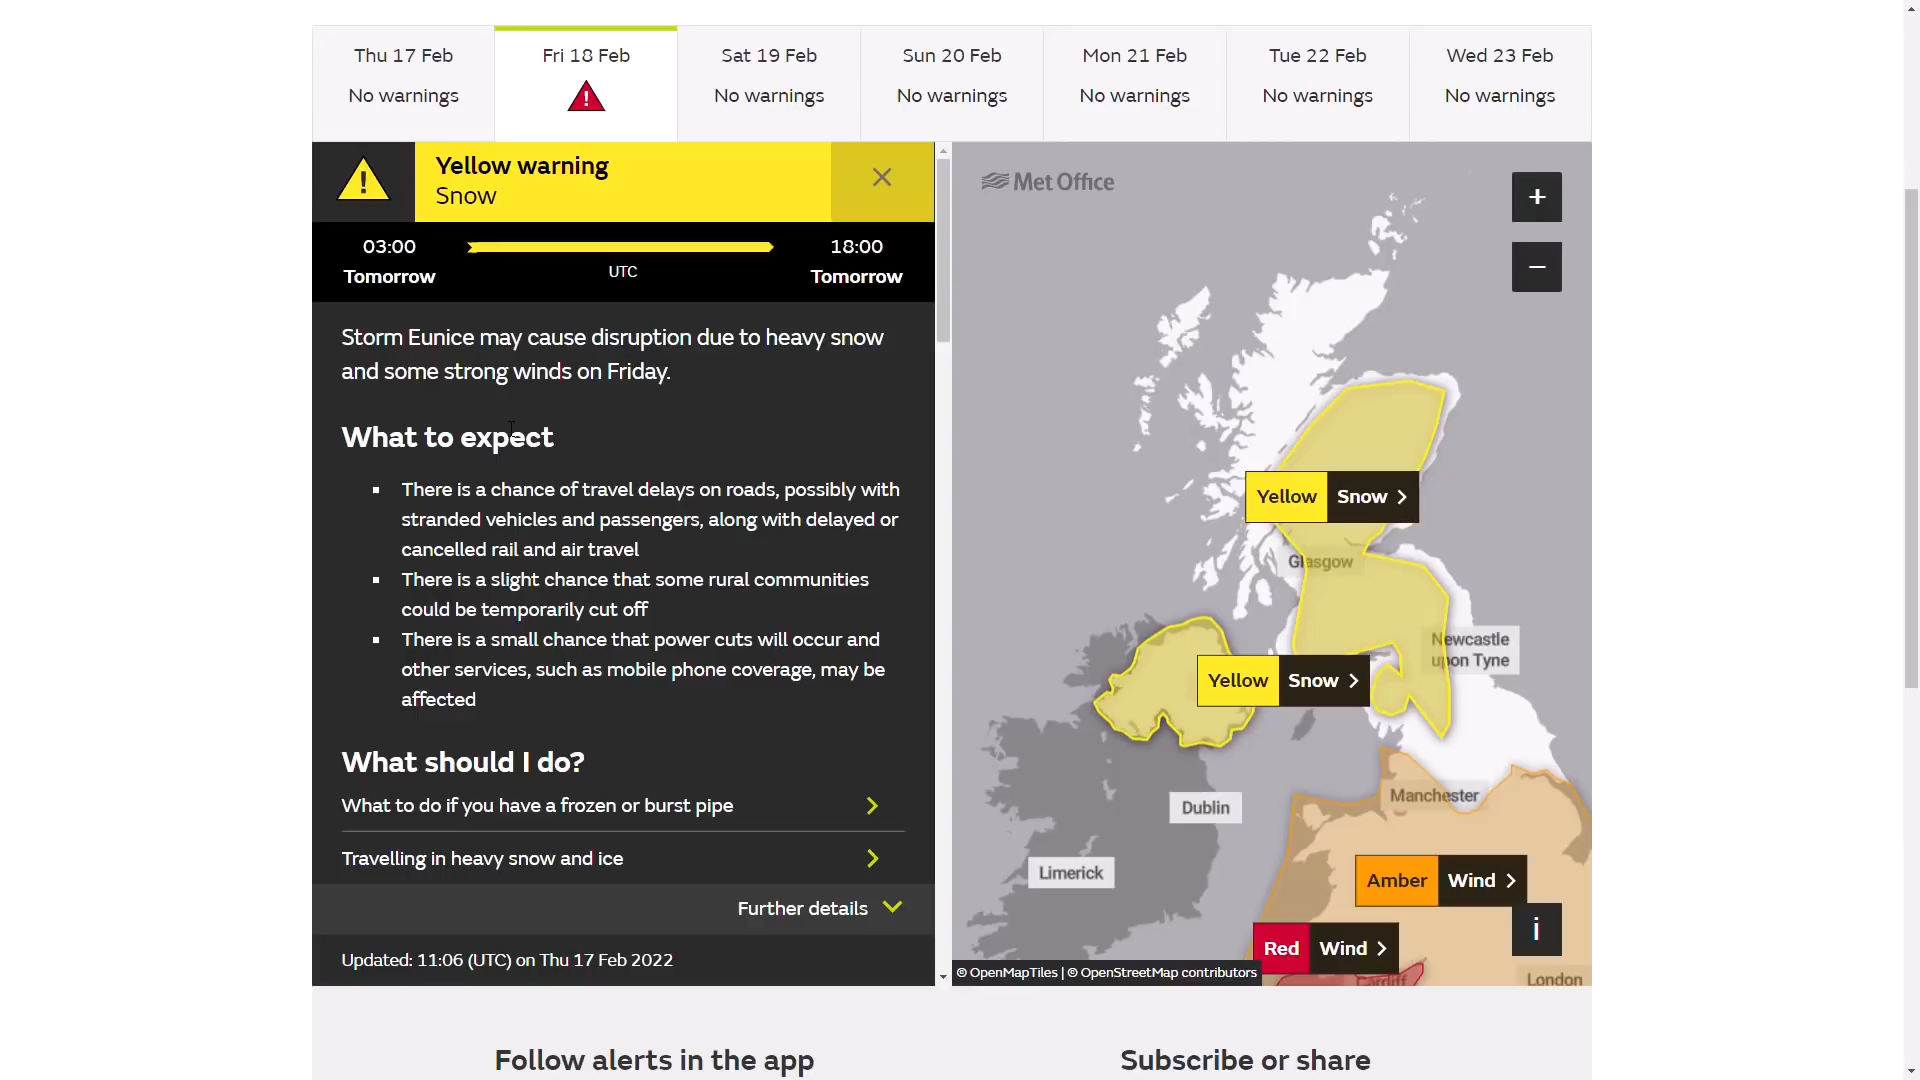 Thu 17 Feb
No warnings
Fri 18 Feb
Sat 19 Feb
No warnings
Sun 20 Feb
No warnings
Mon 21 Feb
No warnings
Tue 22 Feb
No warnings
Wed 23 Feb
No warnings
Yellow warning
Snow
03:00
Tomorrow
UTC
18:00
Tomorrow
Storm Eunice may cause disruption due to heavy snow
and some strong winds on Friday.
What to expect
There is a chance of travel delays on roads, possibly with
stranded vehicles and passengers, along with delayed or
cancelled rail and air travel
There is a slight chance that some rural communities
could be temporarily cut off
There is a small chance that power cuts will occur and
other services, such as mobile phone coverage, may be
affected
What should I do?
What to do if you have a frozen or burst pipe
Travelling in heavy snow and ice
Further details
Updated: 11:06 (UTC) on Thu 17 Feb 2022
Met Office
+
−
Yellow Snow
Glasgow
Newcastle
upon Tyne
Yellow Snow
Manchester
Dublin
Limerick
Amber Wind
i
Red Wind
Cardiff
London
© OpenMapTiles | © OpenStreetMap contributors
Follow alerts in the app
Subscribe or share